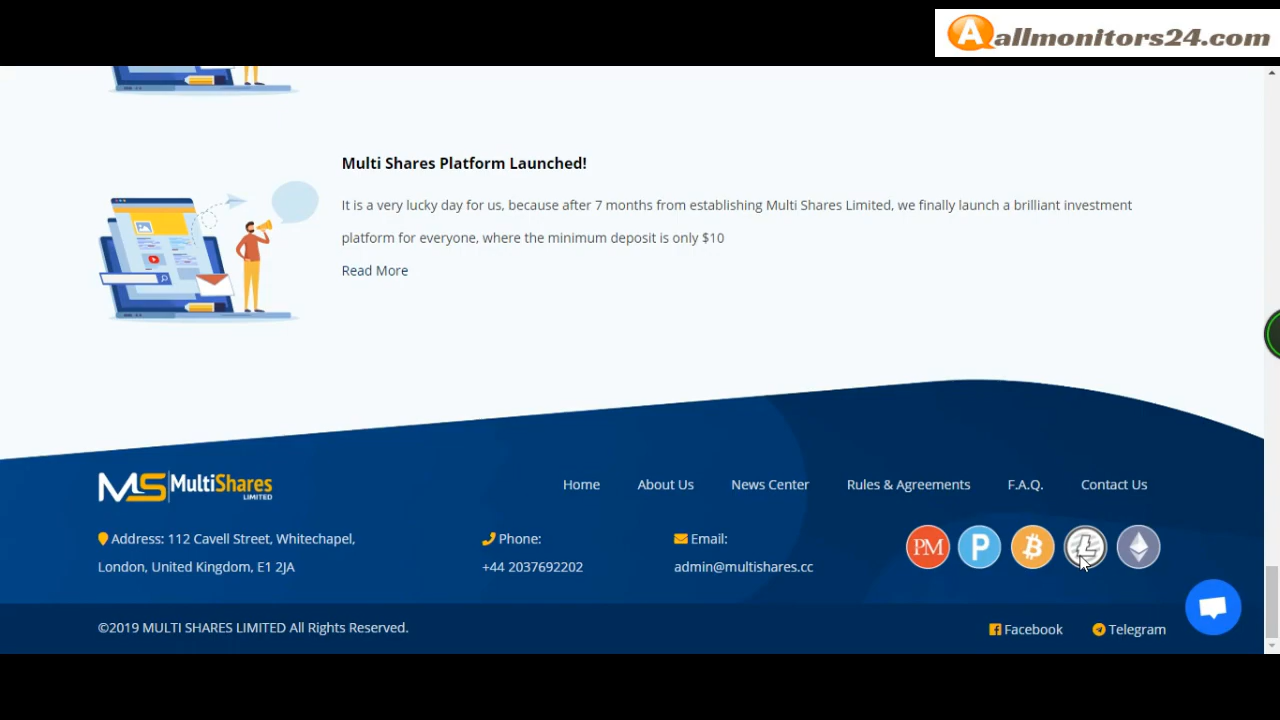 allmonitors24.com
Multi Shares Platform Launched!
It is a very lucky day for us, because after 7 months from establishing Multi Shares Limited, we finally launch a brilliant investment
platform for everyone, where the minimum deposit is only $10
Read More
MS MultiShares
LIMITED
Home About Us News Center Rules & Agreements F.A.Q. Contact Us
Address: 112 Cavell Street, Whitechapel,
London, United Kingdom, E1 2JA
Phone:
+44 2037692202
Email:
admin@multishares.cc
PM P
©2019 MULTI SHARES LIMITED All Rights Reserved.
Facebook Telegram